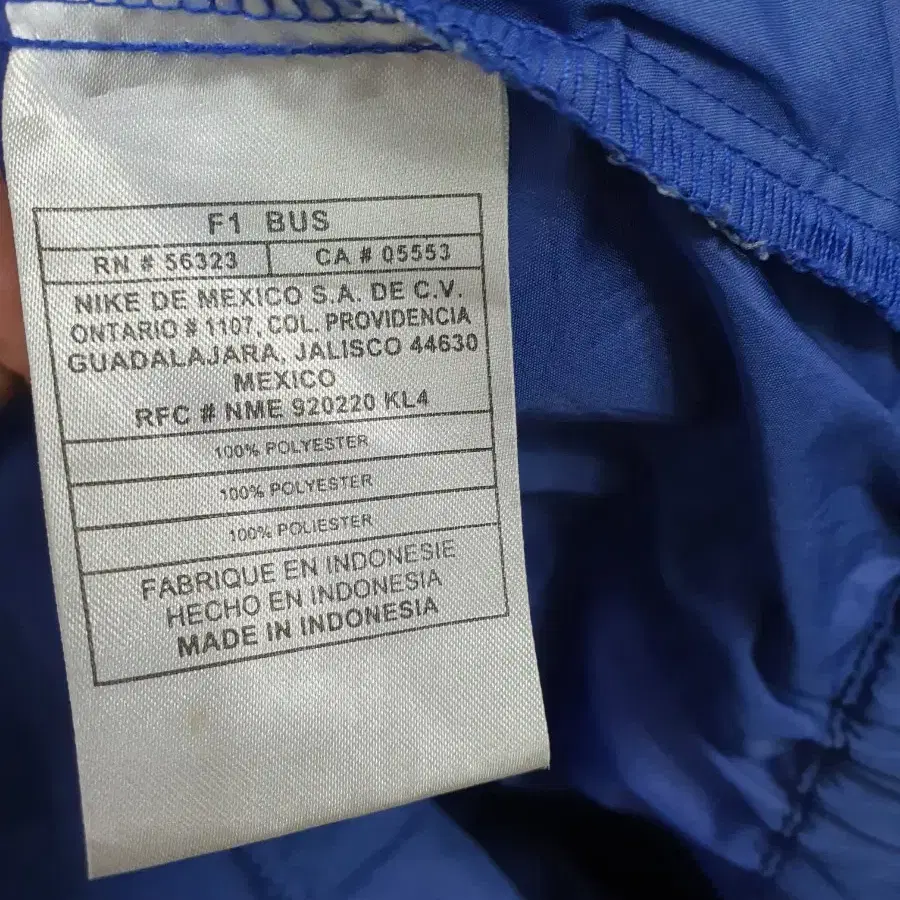 F1 BUS
RN # 56323 CA # 05553
NIKE DE MEXICO S.A. DE C.V.
ONTARIO # 1107, COL. PROVIDENCIA
GUADALAJARA, JALISCO 44630
MEXICO
RFC # NME 920220 KL4
100% POLYESTER
100% POLYESTER
100% POLIESTER
FABRIQUE EN INDONESIE
HECHO EN INDONESIA
MADE IN INDONESIA